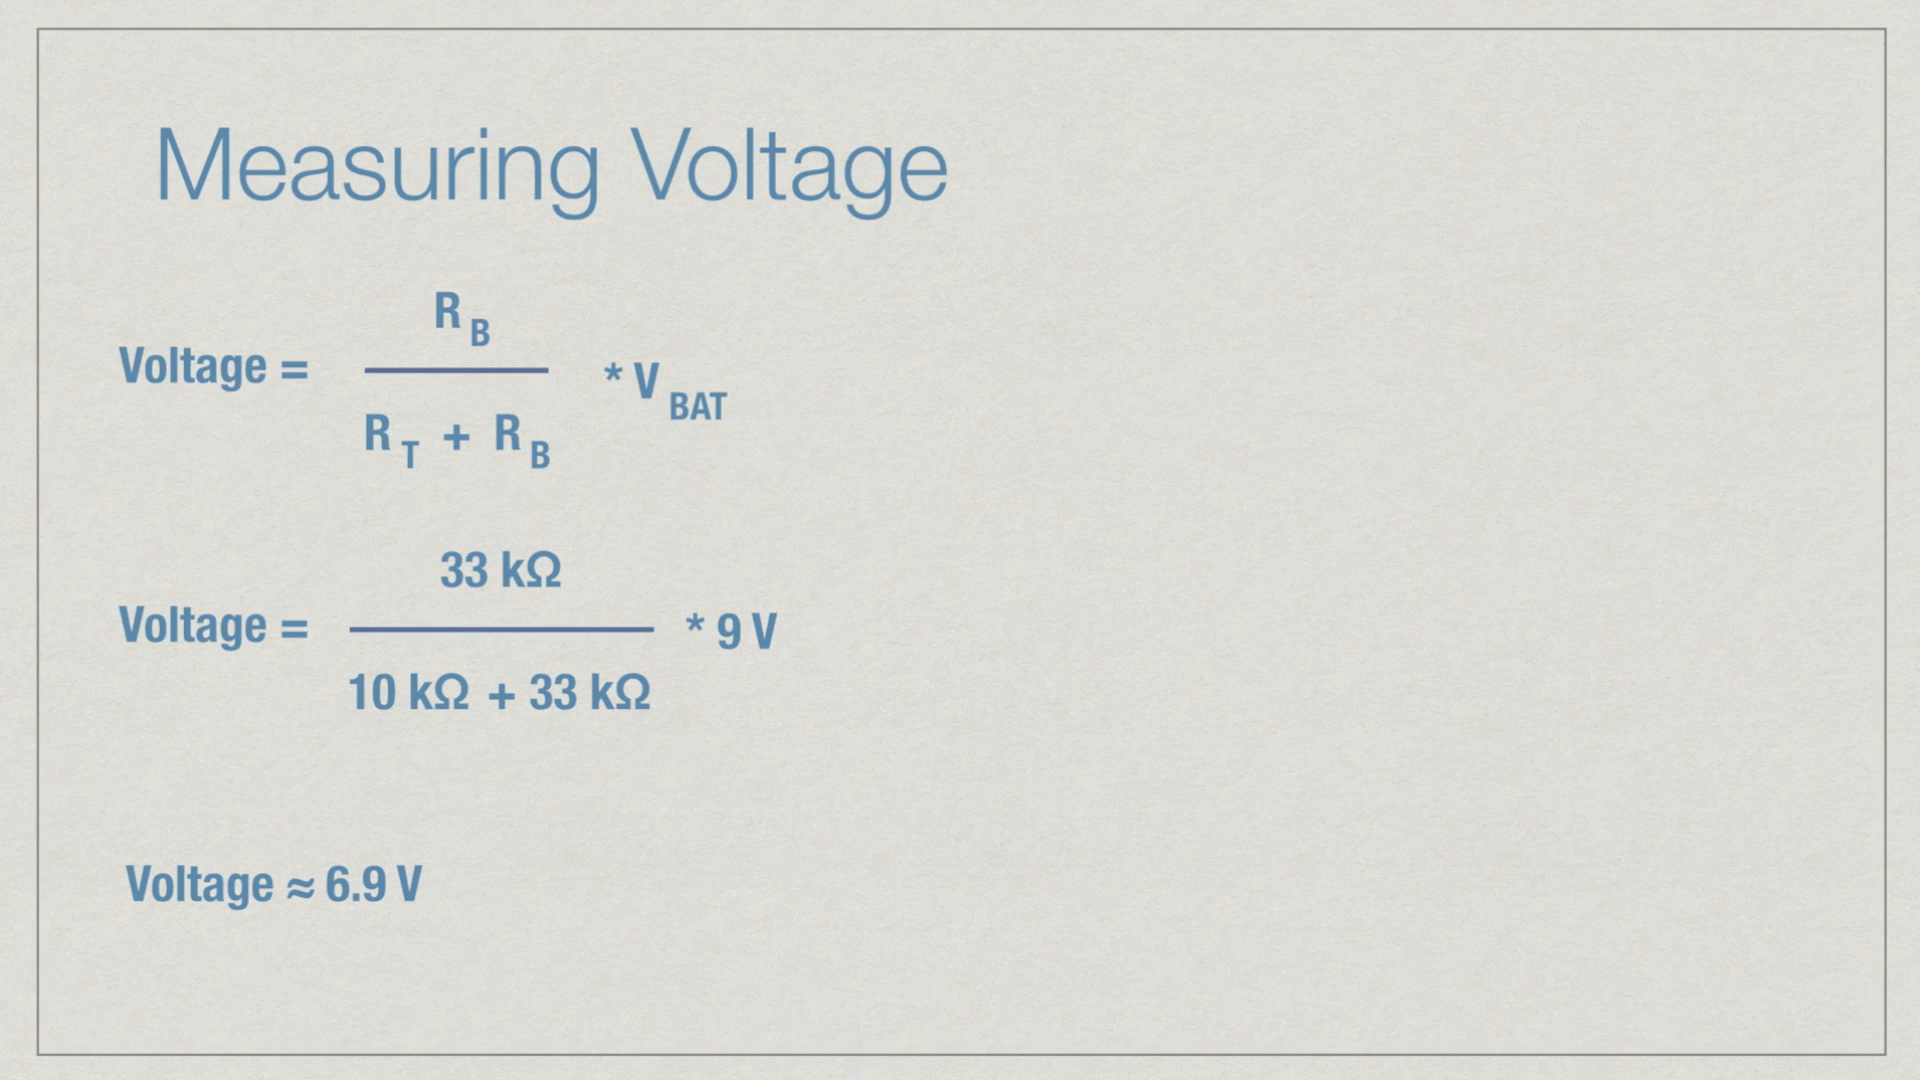 Measuring Voltage
R B
Voltage = * V BAT
R T + R B
33 kΩ
Voltage = * 9 V
10 kΩ + 33 kΩ
Voltage ≈ 6.9 V